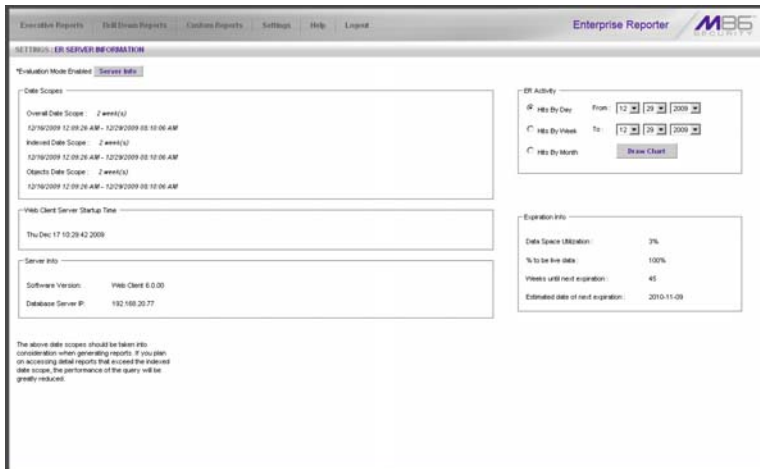 Executive Reports Drill Down Reports Custom Reports Settings Help Logout
Enterprise Reporter
M86
SECURITY
SETTINGS : ER SERVER INFORMATION
*Evaluation Mode Enabled Server Info
Date Scopes
Overall Date Scope : 2 week(s)
12/16/2009 12:09:26 AM - 12/29/2009 08:10:06 AM
Indexed Date Scope : 2 week(s)
12/16/2009 12:09:26 AM - 12/29/2009 08:10:06 AM
Objects Date Scope : 2 week(s)
12/16/2009 12:09:26 AM - 12/29/2009 08:10:06 AM
Web Client Server Startup Time
Thu Dec 17 10:29:42 2009
Server Info
Software Version: Web Client 6.0.00
Database Server IP: 192.168.20.77
The above date scopes should be taken into
consideration when generating reports. If you plan
on accessing detail reports that exceed the indexed
date scope, the performance of the query will be
greatly reduced.
ER Activity
Hits By Day From : 12 29 2009
Hits By Week To : 12 29 2009
Hits By Month Draw Chart
Expiration Info
Data Space Utilization : 3%
% to be live data : 100%
Weeks until next expiration : 45
Estimated date of next expiration : 2010-11-09